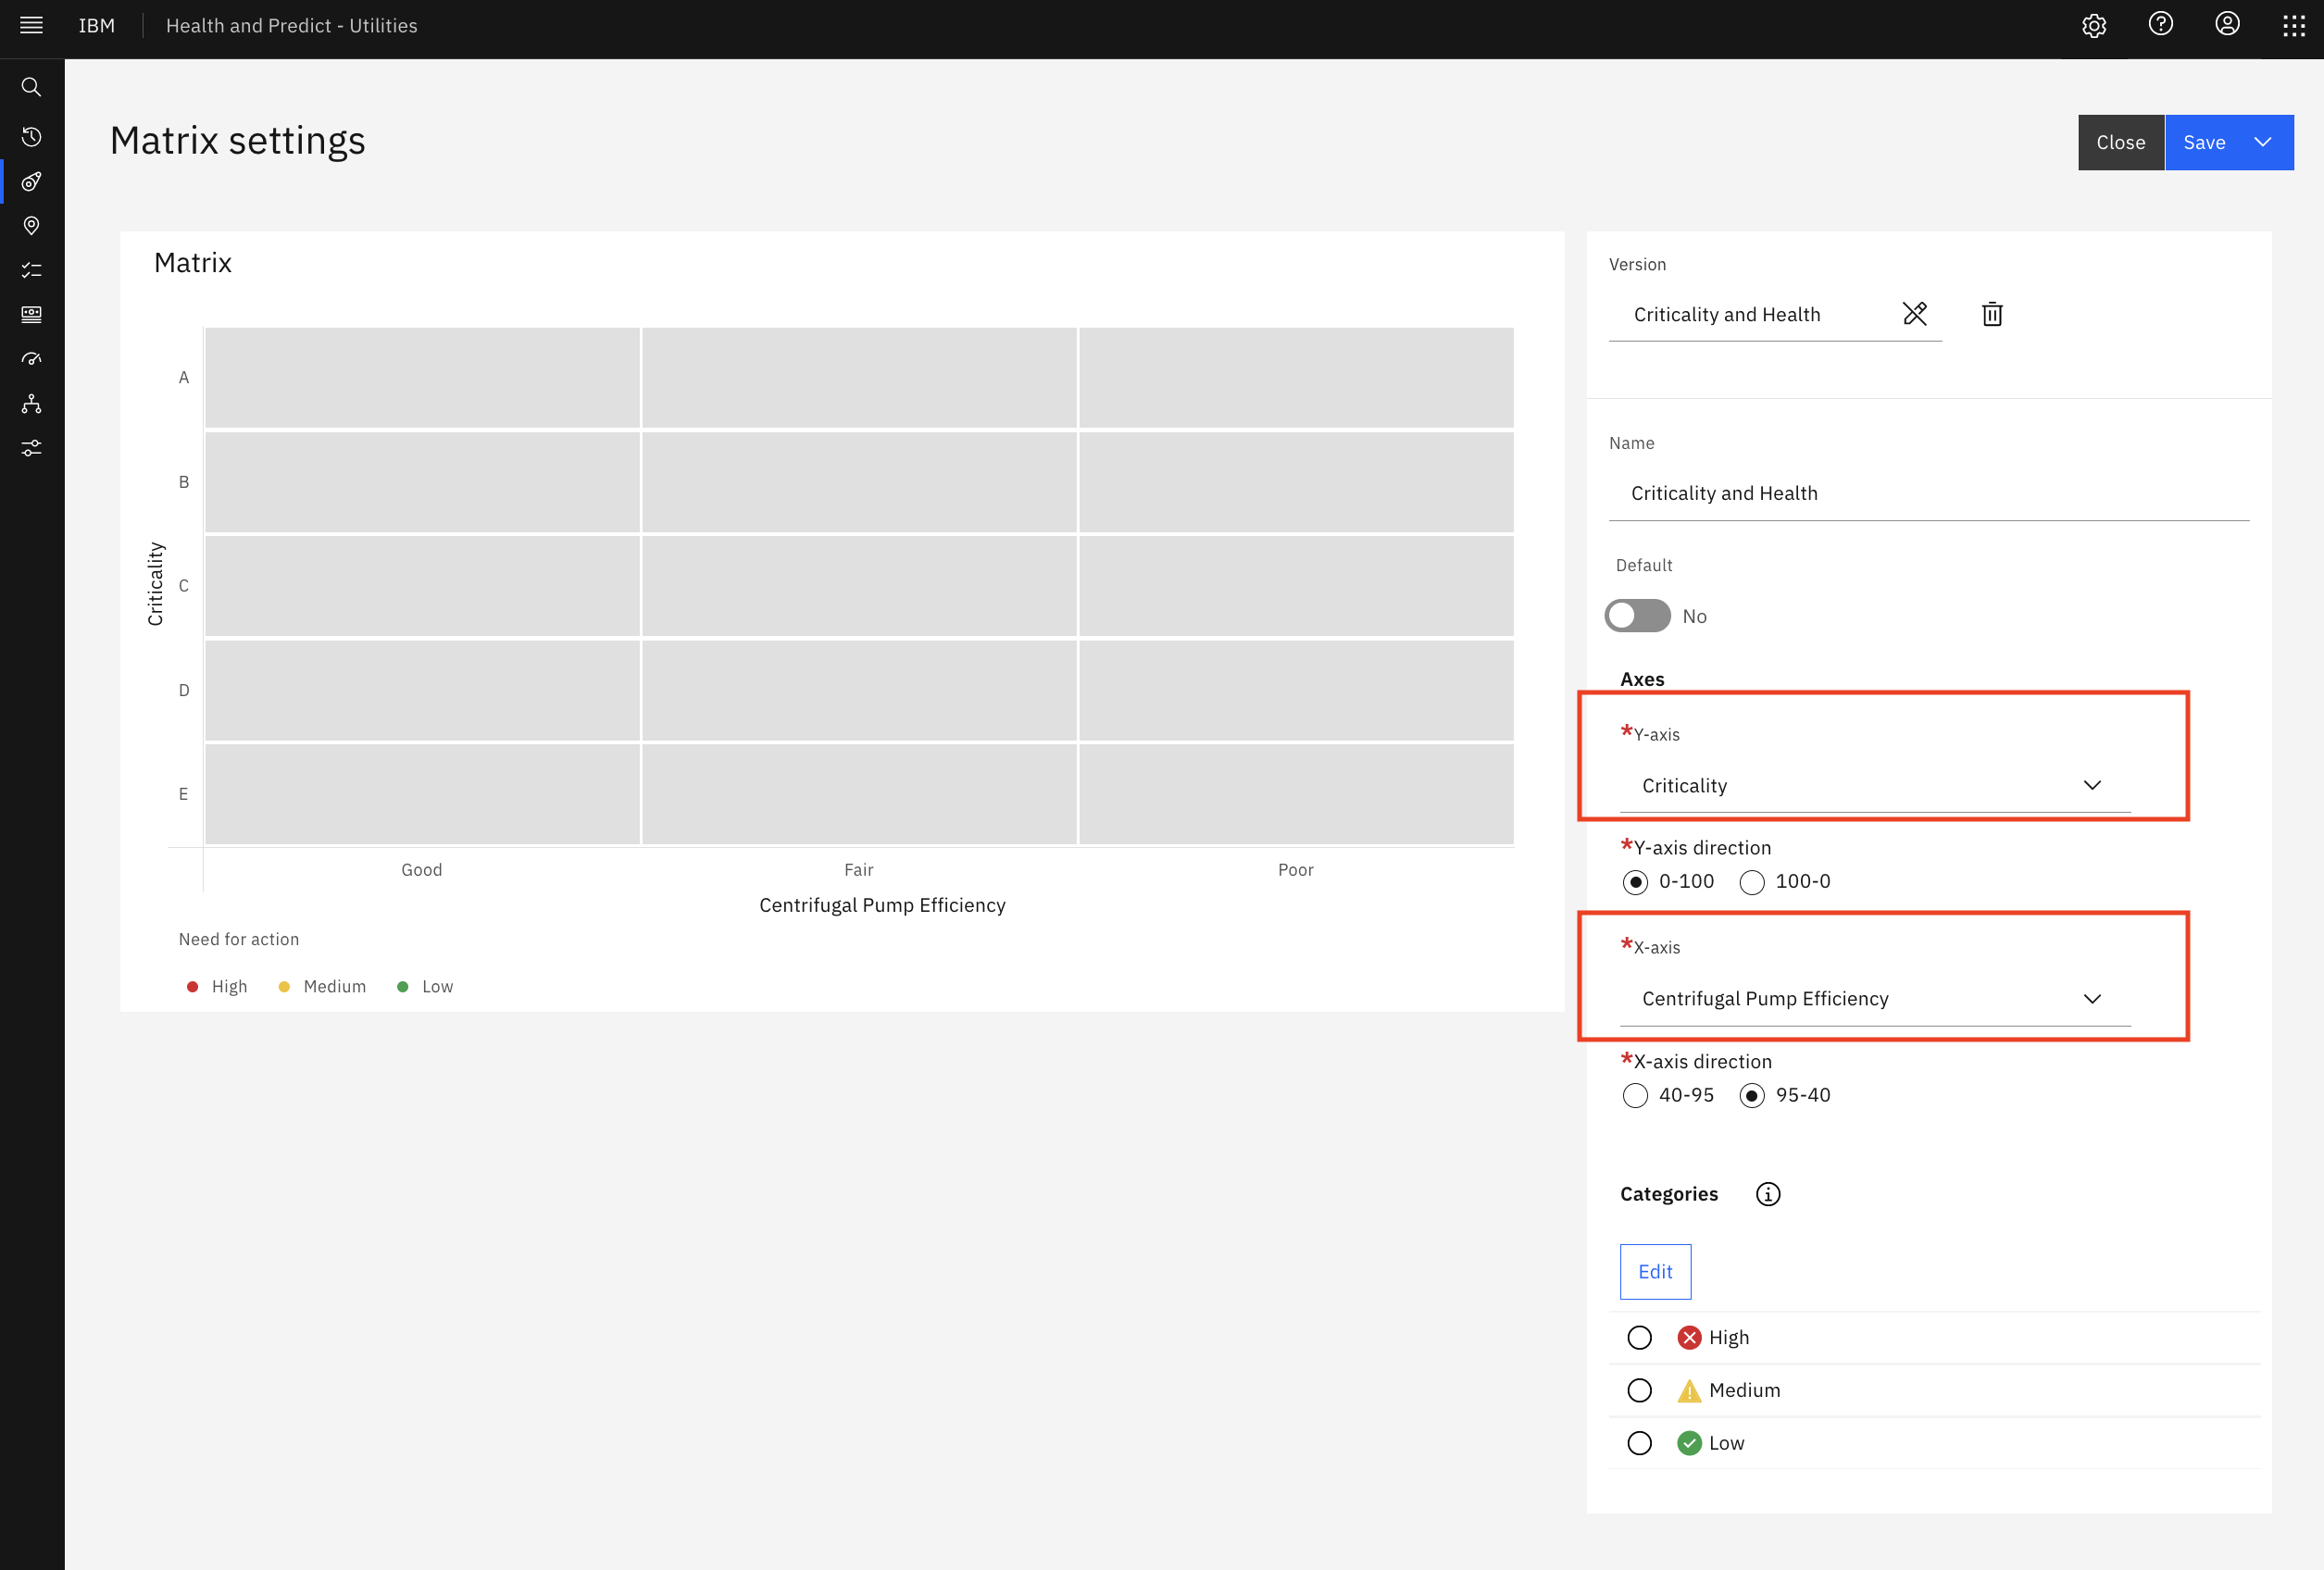 IBM
Health and Predict - Utilities
Matrix settings
Close
Save
Matrix
A
B
C
D
E
Criticality
Good
Fair
Poor
Centrifugal Pump Efficiency
Need for action
High
Medium
Low
Version
Criticality and Health
Name
Criticality and Health
Default
No
Axes
*Y-axis
Criticality
*Y-axis direction
0-100
100-0
*X-axis
Centrifugal Pump Efficiency
*X-axis direction
40-95
95-40
Categories
Edit
High
Medium
Low